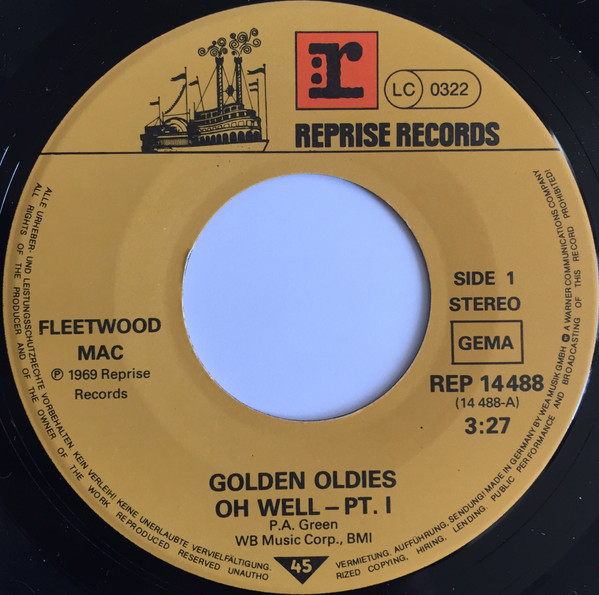 r
LC 0322
REPRISE RECORDS
SIDE 1
STEREO
GEMA
REP 14 488
(14 488-A)
3:27
FLEETWOOD
MAC
℗ 1969 Reprise
Records
GOLDEN OLDIES
OH WELL – PT. I
P.A. Green
WB Music Corp., BMI
45
ALLE URHEBER- UND LEISTUNGSSCHUTZRECHTE VORBEHALTEN KEIN VERLEIH! KEINE UNERLAUBTE VERVIELFÄLTIGUNG, VERMIETUNG, AUFFÜHRUNG, SENDUNG! MADE IN GERMANY BY WEA MUSIK GMBH A WARNER COMMUNICATIONS COMPANY
ALL RIGHTS OF THE PRODUCER AND OF THE OWNER OF THE WORK REPRODUCED RESERVED UNAUTHORIZED COPYING, HIRING, LENDING, PUBLIC PERFORMANCE AND BROADCASTING OF THIS RECORD PROHIBITED!